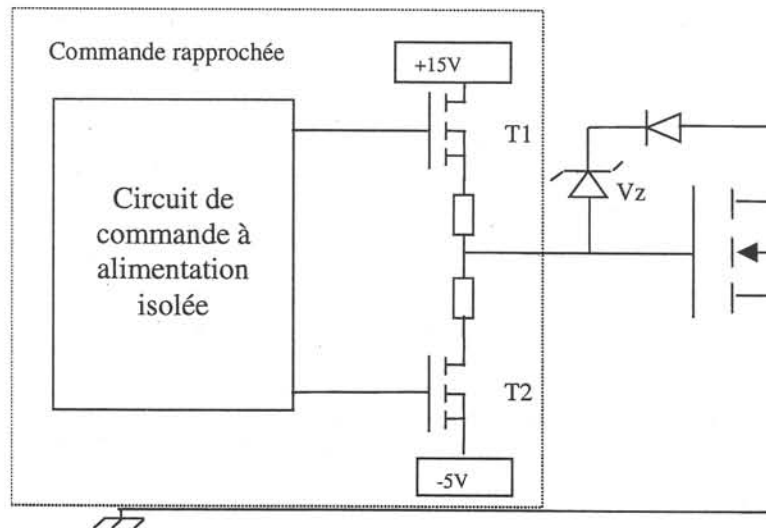 Commande rapprochée
+15V
T1
Vz
Circuit de
commande à
alimentation
isolée
T2
-5V